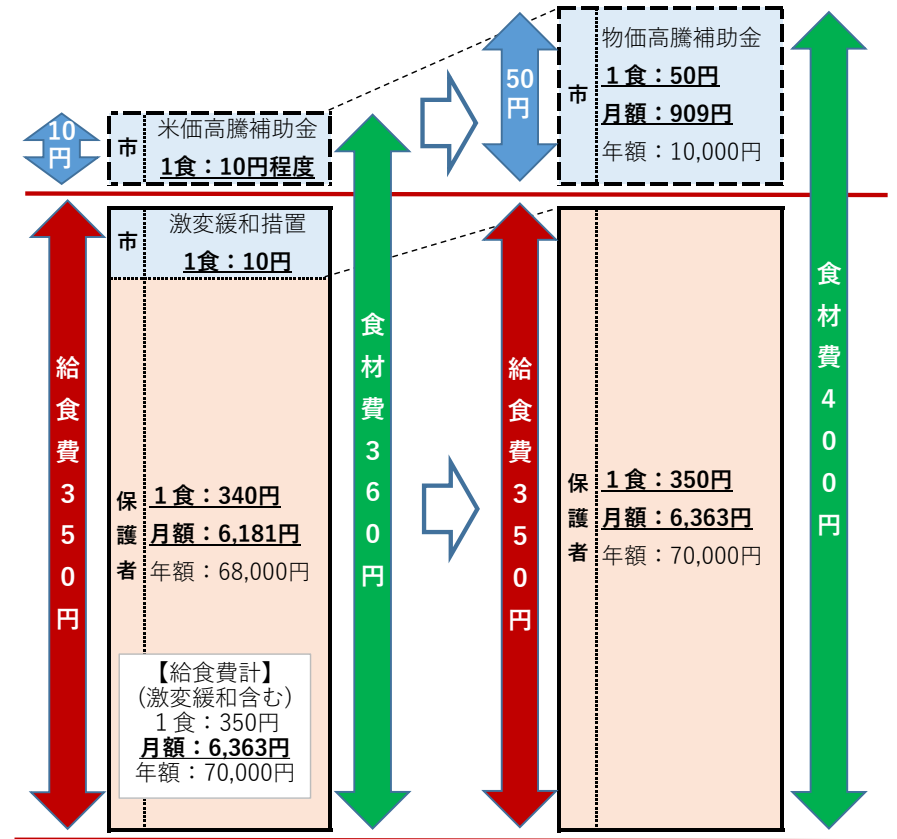 10
円
市
米価高騰補助金
1食：10円程度
市
激変緩和措置
1食：10円
給食費350円
保護者
１食：340円
月額：6,181円
年額：68,000円
【給食費計】
(激変緩和含む)
１食：350円
月額：6,363円
年額：70,000円
食材費360円
50
円
市
物価高騰補助金
１食：50円
月額：909円
年額：10,000円
給食費350円
保護者
１食：350円
月額：6,363円
年額：70,000円
食材費400円